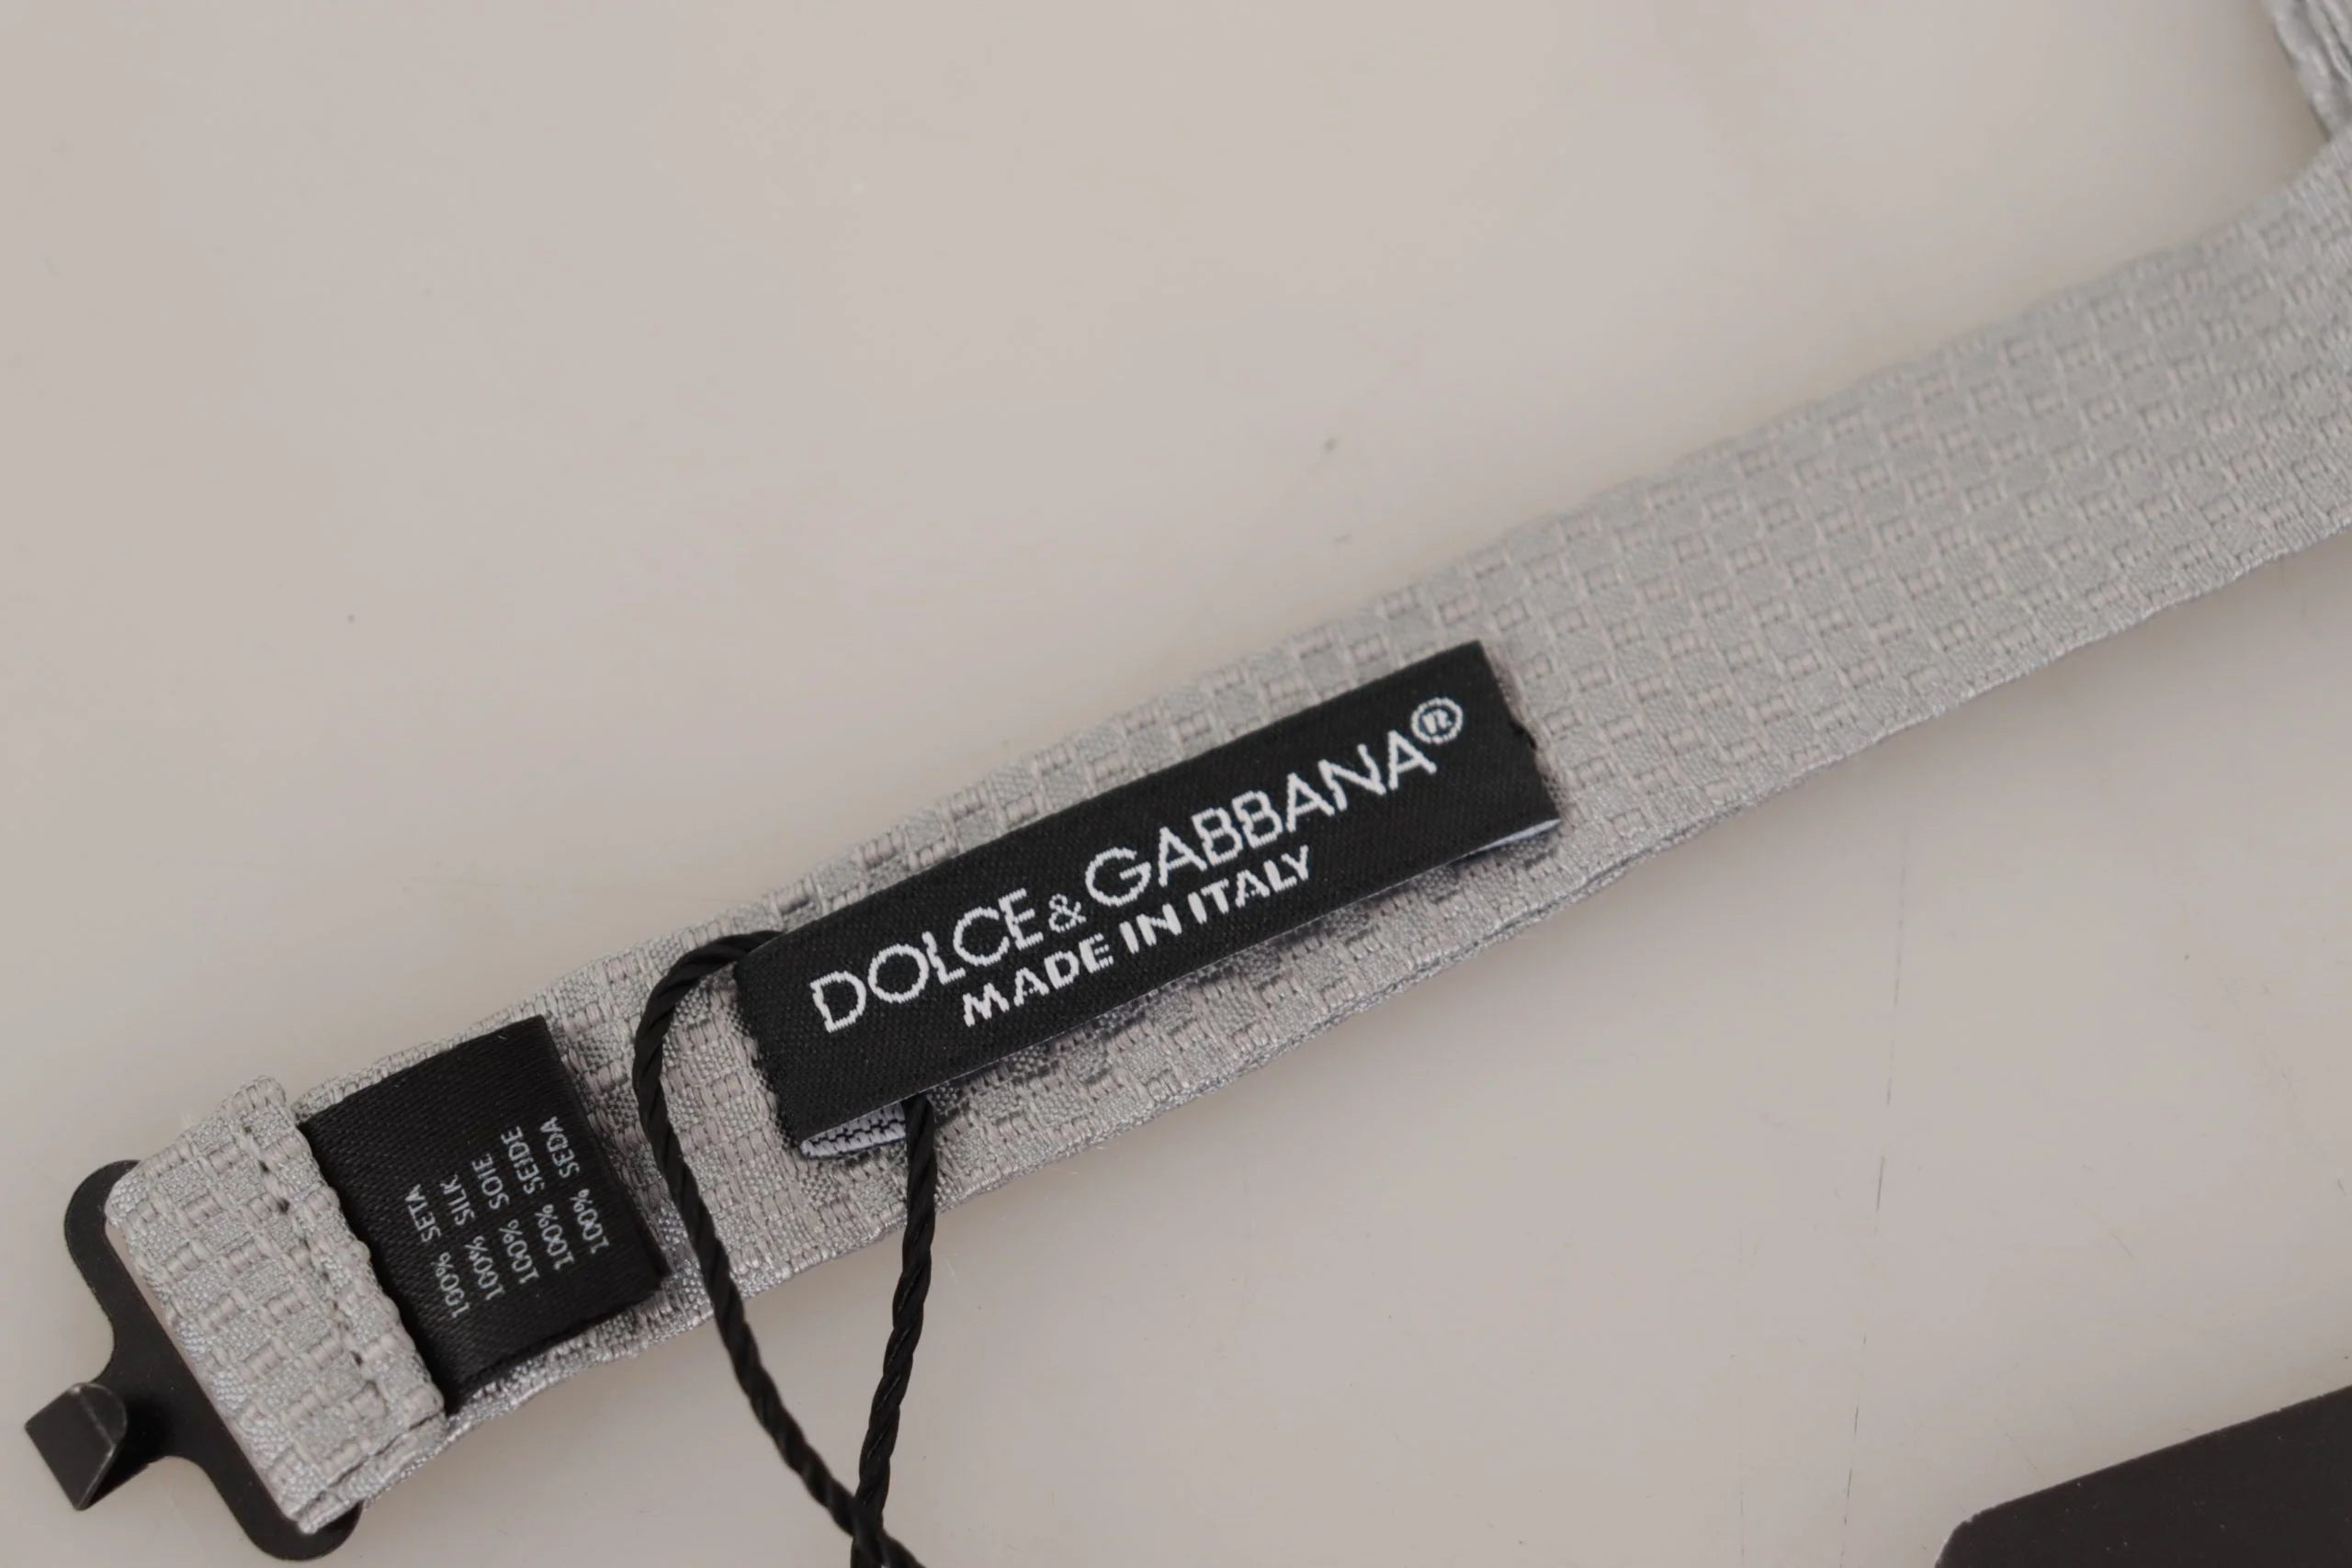 DOLCE&GABBANA®
MADE IN ITALY
100% SETA
100% SILK
100% SOIE
100% SEIDE
100% SEDA